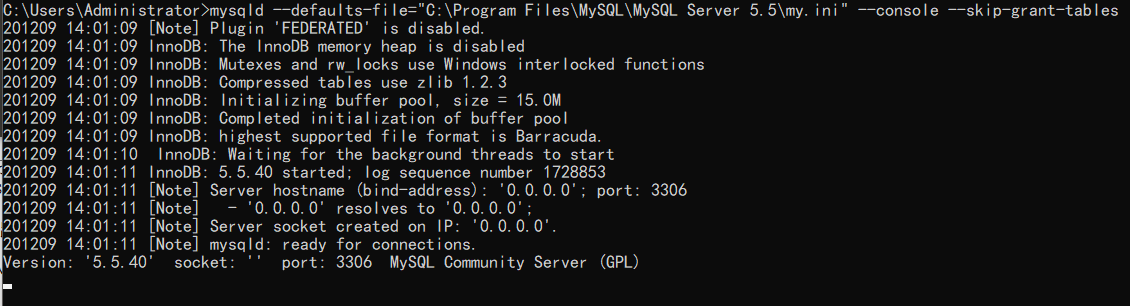 C:\Users\Administrator>mysqld --defaults-file="C:\Program Files\MySQL\MySQL Server 5.5\my.ini" --console --skip-grant-tables
201209 14:01:09 [Note] Plugin 'FEDERATED' is disabled.
201209 14:01:09 InnoDB: The InnoDB memory heap is disabled
201209 14:01:09 InnoDB: Mutexes and rw_locks use Windows interlocked functions
201209 14:01:09 InnoDB: Compressed tables use zlib 1.2.3
201209 14:01:09 InnoDB: Initializing buffer pool, size = 15.0M
201209 14:01:09 InnoDB: Completed initialization of buffer pool
201209 14:01:09 InnoDB: highest supported file format is Barracuda.
201209 14:01:10  InnoDB: Waiting for the background threads to start
201209 14:01:11 InnoDB: 5.5.40 started; log sequence number 1728853
201209 14:01:11 [Note] Server hostname (bind-address): '0.0.0.0'; port: 3306
201209 14:01:11 [Note]   - '0.0.0.0' resolves to '0.0.0.0';
201209 14:01:11 [Note] Server socket created on IP: '0.0.0.0'.
201209 14:01:11 [Note] mysqld: ready for connections.
Version: '5.5.40'  socket: ''  port: 3306  MySQL Community Server (GPL)